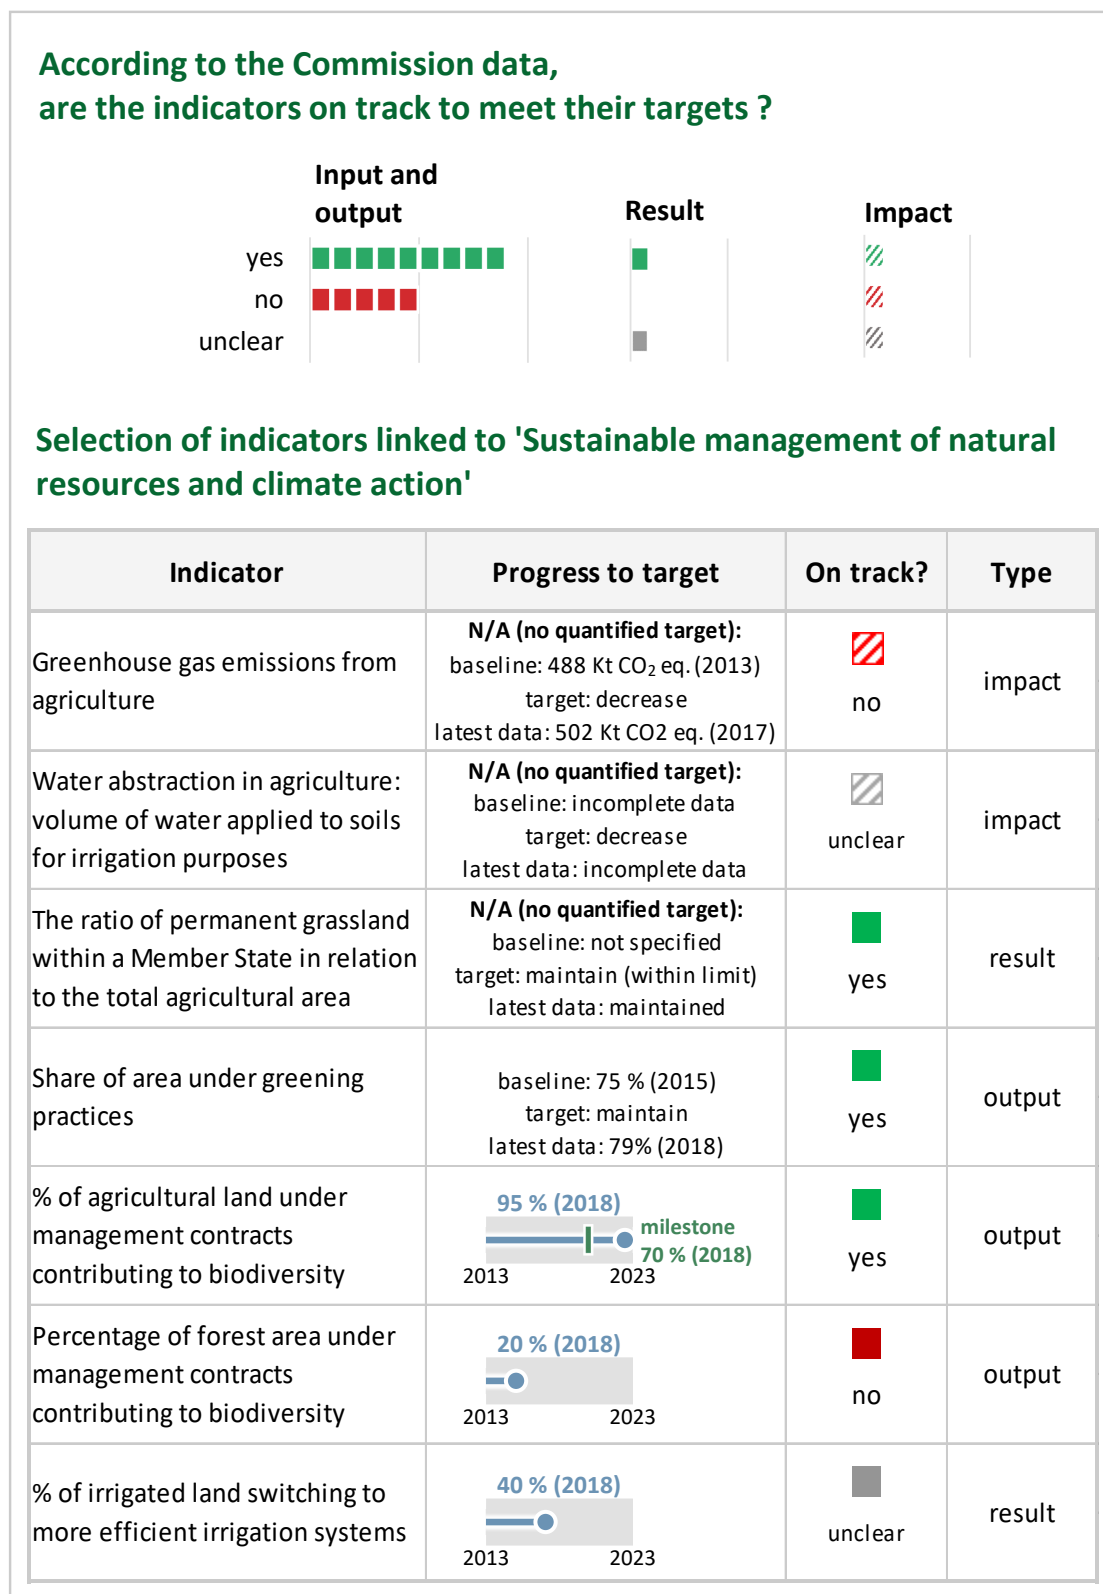 According to the Commission data,
are the indicators on track to meet their targets ?
Input and
output
Result
Impact
yes
no
unclear
Selection of indicators linked to 'Sustainable management of natural
resources and climate action'
Indicator
Progress to target
On track?
Type
Greenhouse gas emissions from
agriculture
N/A (no quantified target):
baseline: 488 Kt CO₂ eq. (2013)
target: decrease
latest data: 502 Kt CO2 eq. (2017)
no
impact
Water abstraction in agriculture:
volume of water applied to soils
for irrigation purposes
N/A (no quantified target):
baseline: incomplete data
target: decrease
latest data: incomplete data
unclear
impact
The ratio of permanent grassland
within a Member State in relation
to the total agricultural area
N/A (no quantified target):
baseline: not specified
target: maintain (within limit)
latest data: maintained
yes
result
Share of area under greening
practices
baseline: 75 % (2015)
target: maintain
latest data: 79% (2018)
yes
output
% of agricultural land under
management contracts
contributing to biodiversity
95 % (2018)
milestone
70 % (2018)
2013
2023
yes
output
Percentage of forest area under
management contracts
contributing to biodiversity
20 % (2018)
2013
2023
no
output
% of irrigated land switching to
more efficient irrigation systems
40 % (2018)
2013
2023
unclear
result